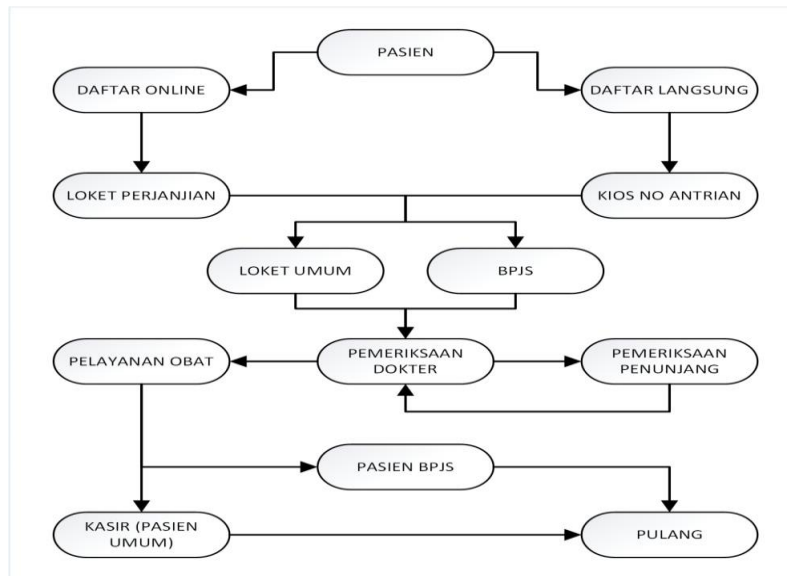 PASIEN
DAFTAR ONLINE
DAFTAR LANGSUNG
LOKET PERJANJIAN
KIOS NO ANTRIAN
LOKET UMUM
BPJS
PELAYANAN OBAT
PEMERIKSAAN
DOKTER
PEMERIKSAAN
PENUNJANG
PASIEN BPJS
KASIR (PASIEN
UMUM)
PULANG